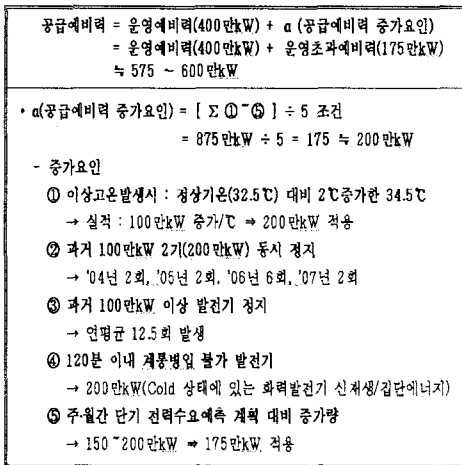 공급예비력 = 운영예비력(400만kW) + α (공급예비력 증가요인)
= 운영예비력(400만kW) + 운영초과예비력(175만kW)
≒ 575 ~ 600만kW
• α(공급예비력 증가요인) = [ Σ ①~⑤ ] ÷ 5 조건
= 875만kW ÷ 5 = 175 ≒ 200만kW
- 증가요인
① 이상고온발생시 : 정상기온(32.5℃) 대비 2℃증가한 34.5℃
→ 실적 : 100만kW 증가/℃ ⇒ 200만kW 적용
② 과거 100만kW 2기(200만kW) 동시 정지
→ '04년 2회, '05년 2회, '06년 6회, '07년 2회
③ 과거 100만kW 이상 발전기 정지
→ 연평균 12.5회 발생
④ 120분 이내 계통병입 불가 발전기
→ 200만kW(Cold 상태에 있는 화력발전기 신재생/집단에너지)
⑤ 주·월간 단기 전력수요예측 계획 대비 증가량
→ 150 ~200만kW ⇒ 175만kW 적용